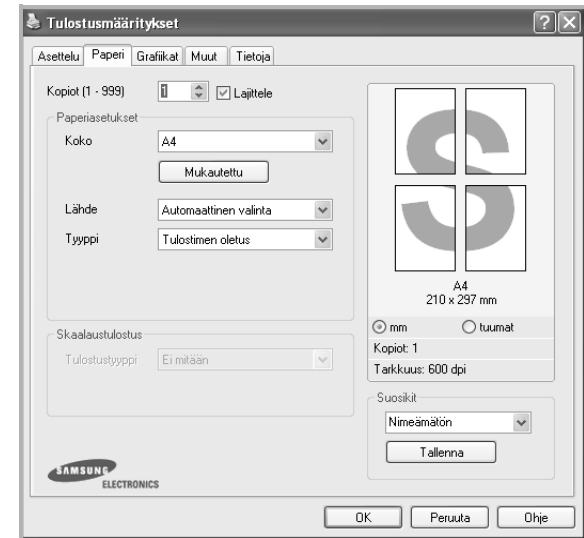 Tulostusmääritykset
Asettelu Paperi Grafiikat Muut Tietoja
Kopiot (1 - 999) 1 Lajittele
Paperiasetukset
Koko A4
Mukautettu
Lähde Automaattinen valinta
Tyyppi Tulostimen oletus
Skaalaustulostus
Tulostustyyppi Ei mitään
SAMSUNG
ELECTRONICS
S
A4
210 x 297 mm
mm tuumat
Kopiot: 1
Tarkkuus: 600 dpi
Suosikit
Nimeämätön
Tallenna
OK Peruuta Ohje